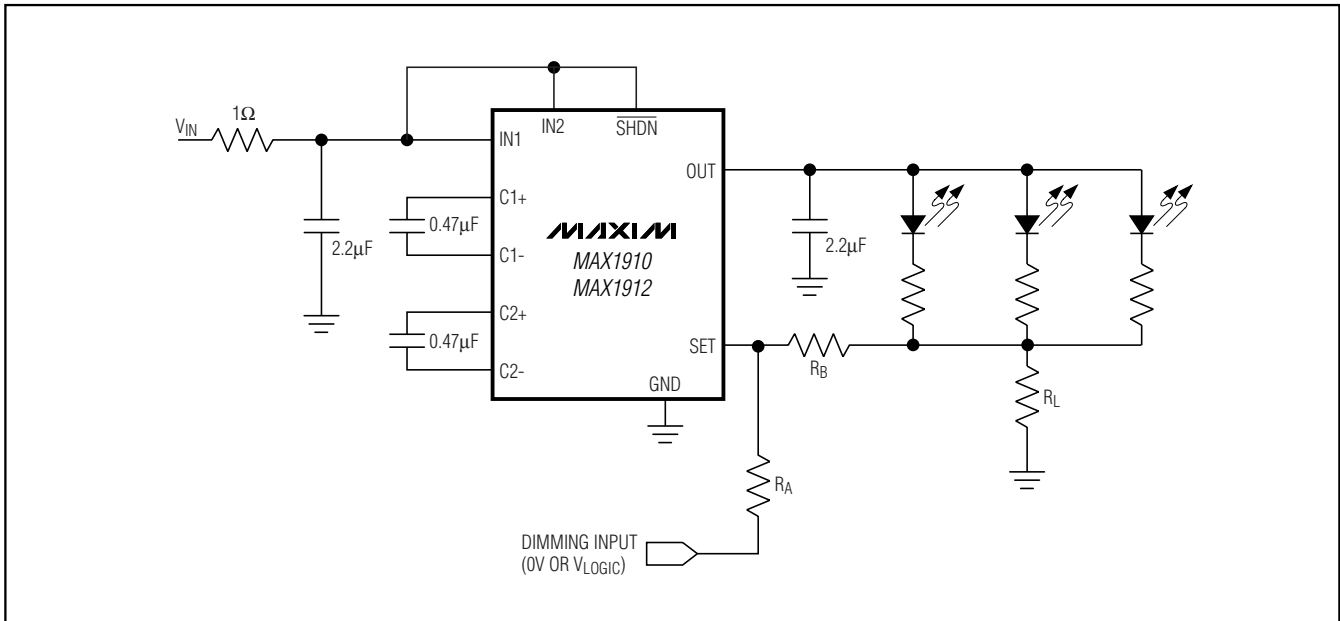 1Ω
V_IN
IN1
IN2
S̅H̅D̅N̅
OUT
C1+
0.47µF
C1-
2.2µF
MAXIM
MAX1910
MAX1912
2.2µF
C2+
0.47µF
C2-
SET
GND
R_B
R_L
R_A
DIMMING INPUT
(0V OR V_LOGIC)